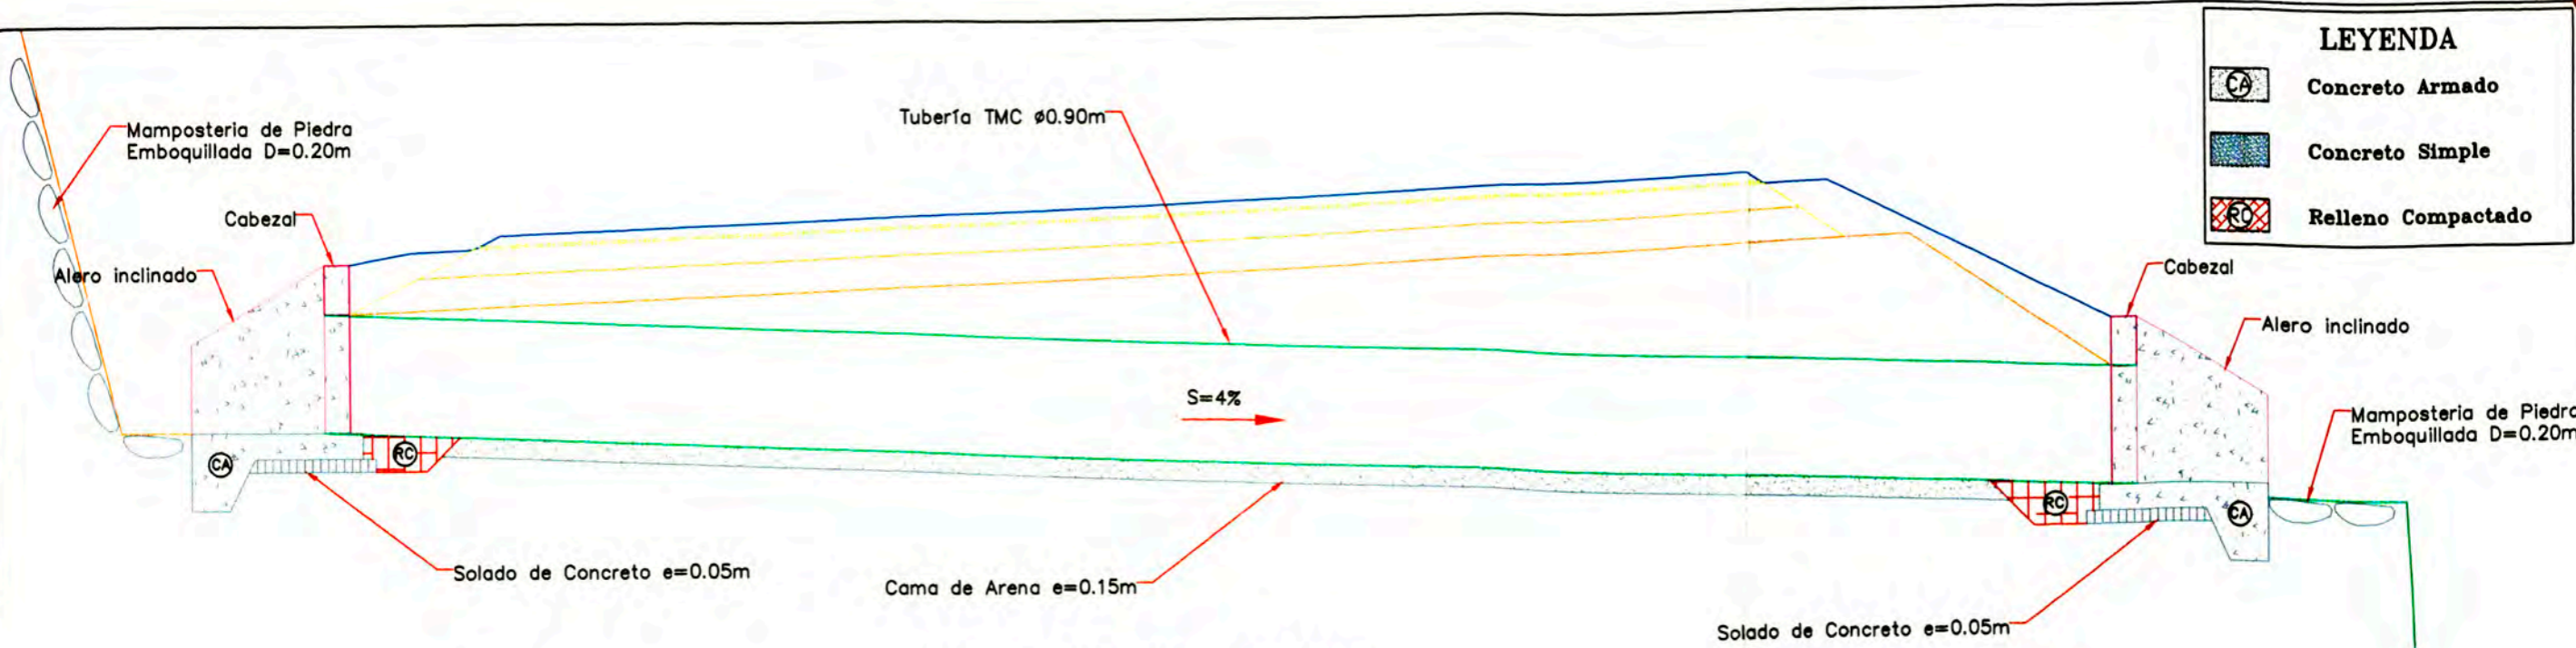 LEYENDA
CA
Concreto Armado
Concreto Simple
RC
Relleno Compactado
Tubería TMC ø0.90m
Mamposteria de Piedra
Emboquillada D=0.20m
Cabezal
Alero inclinado
Cabezal
Alero inclinado
S=4%
Mamposteria de Piedra
Emboquillada D=0.20m
CA
RC
RC
CA
Solado de Concreto e=0.05m
Cama de Arena e=0.15m
Solado de Concreto e=0.05m